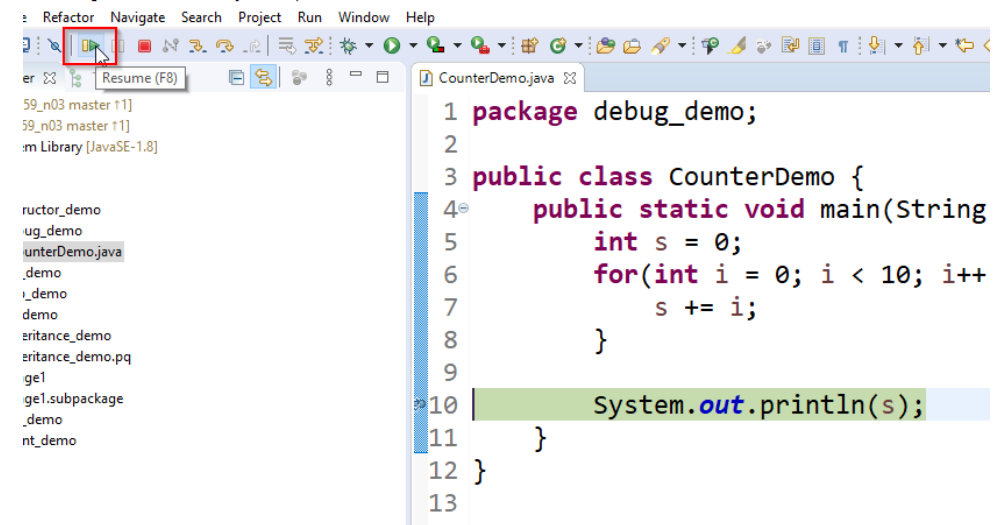 e Refactor Navigate Search Project Run Window Help
er
Resume (F8)
CounterDemo.java
59_n03 master ↑1]
59_n03 master ↑1]
em Library [JavaSE-1.8]
ructor_demo
ug_demo
unterDemo.java
_demo
_demo
demo
eritance_demo
eritance_demo.pq
ge1
ge1.subpackage
_demo
nt_demo
1 package debug_demo;
2
3 public class CounterDemo {
4 public static void main(String
5 int s = 0;
6 for(int i = 0; i < 10; i++
7 s += i;
8 }
9
10 System.out.println(s);
11 }
12 }
13